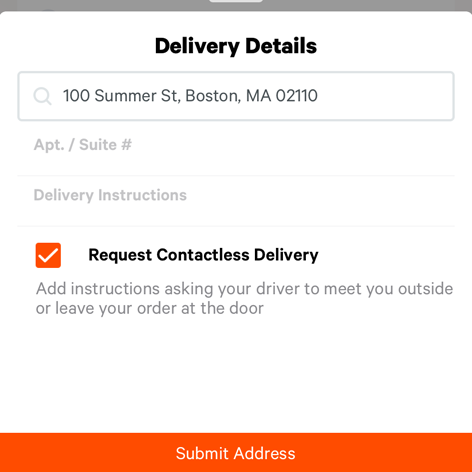 Delivery Details
100 Summer St, Boston, MA 02110
Apt. / Suite #
Delivery Instructions
Request Contactless Delivery
Add instructions asking your driver to meet you outside
or leave your order at the door
Submit Address